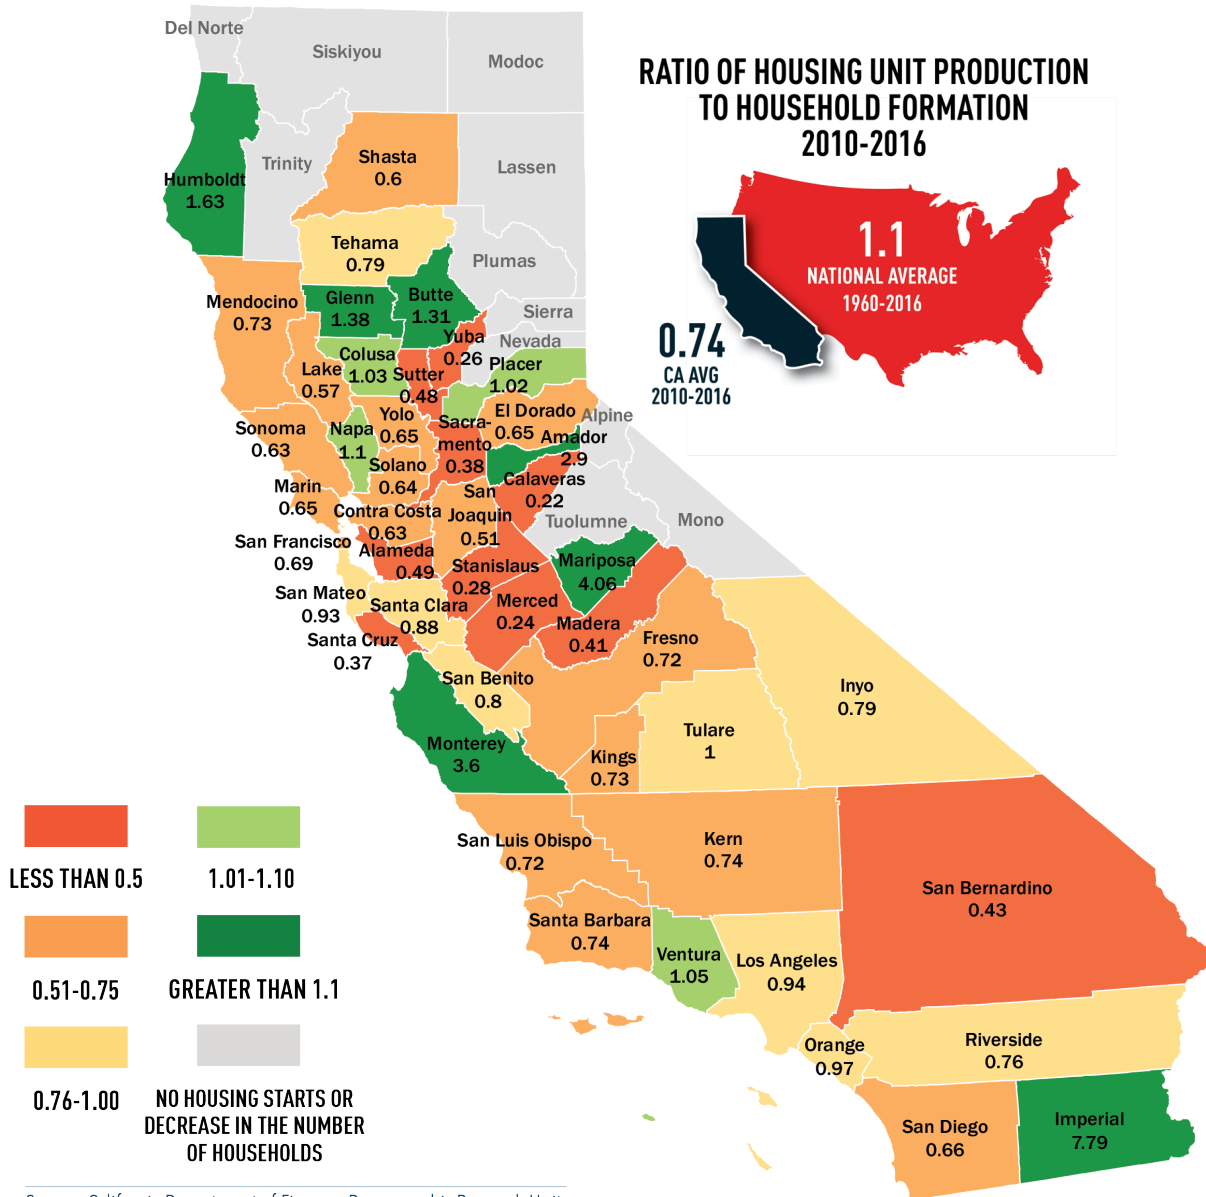 RATIO OF HOUSING UNIT PRODUCTION
TO HOUSEHOLD FORMATION
2010-2016
1.1
NATIONAL AVERAGE
1960-2016
0.74
CA AVG
2010-2016
Del Norte
Siskiyou
Modoc
Humboldt
1.63
Trinity
Shasta
0.6
Lassen
Tehama
0.79
Plumas
Mendocino
0.73
Glenn
1.38
Butte
1.31
Sierra
Yuba
0.26
Nevada
Lake
0.57
Colusa
1.03
Sutter
0.48
Placer
1.02
Sonoma
0.63
Napa
1.1
Yolo
0.65
Sacra-
mento
0.38
El Dorado
0.65
Alpine
Amador
2.9
Solano
0.64
Marin
0.65
Contra Costa
0.63
San
Joaquin
0.51
Calaveras
0.22
Tuolumne
Mono
San Francisco
0.69
Alameda
0.49
Stanislaus
0.28
Mariposa
4.06
San Mateo
0.93
Santa Clara
0.88
Merced
0.24
Madera
0.41
Santa Cruz
0.37
Fresno
0.72
San Benito
0.8
Inyo
0.79
Monterey
3.6
Kings
0.73
Tulare
1
San Luis Obispo
0.72
Kern
0.74
San Bernardino
0.43
Santa Barbara
0.74
Ventura
1.05
Los Angeles
0.94
Orange
0.97
Riverside
0.76
San Diego
0.66
Imperial
7.79
LESS THAN 0.5
1.01-1.10
0.51-0.75
GREATER THAN 1.1
0.76-1.00
NO HOUSING STARTS OR
DECREASE IN THE NUMBER
OF HOUSEHOLDS